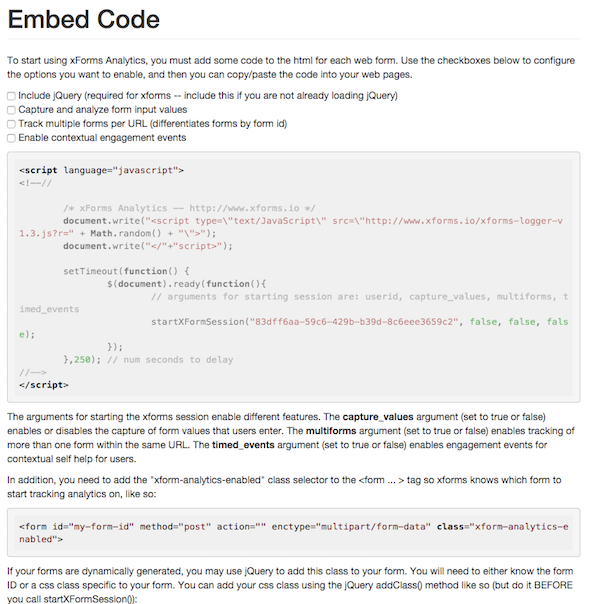 Embed Code
To start using xForms Analytics, you must add some code to the html for each web form. Use the checkboxes below to configure
the options you want to enable, and then you can copy/paste the code into your web pages.
Include jQuery (required for xforms -- include this if you are not already loading jQuery)
Capture and analyze form input values
Track multiple forms per URL (differentiates forms by form id)
Enable contextual engagement events
<script language="javascript">
<!--//
/* xForms Analytics -- http://www.xforms.io */
document.write("<script type=\"text/JavaScript\" src=\"http://www.xforms.io/xforms-logger-v
1.3.js?r=" + Math.random() + "\">");
document.write("</"+"script>");
setTimeout(function() {
$(document).ready(function(){
// arguments for starting session are: userid, capture_values, multiforms, t
imed_events
startXFormSession("83dff6aa-59c6-429b-b39d-8c6eee3659c2", false, false, fals
e);
});
},250); // num seconds to delay
//-->
</script>
The arguments for starting the xforms session enable different features. The capture_values argument (set to true or false)
enables or disables the capture of form values that users enter. The multiforms argument (set to true or false) enables tracking of
more than one form within the same URL. The timed_events argument (set to true or false) enables engagement events for
contextual self help for users.
In addition, you need to add the "xform-analytics-enabled" class selector to the <form ... > tag so xforms knows which form to
start tracking analytics on, like so:
<form id="my-form-id" method="post" action="" enctype="multipart/form-data" class="xform-analytics-e
nabled">
If your forms are dynamically generated, you may use jQuery to add this class to your form. You will need to either know the form
ID or a css class specific to your form. You can add your css class using the jQuery addClass() method like so (but do it BEFORE
you call startXFormSession()):